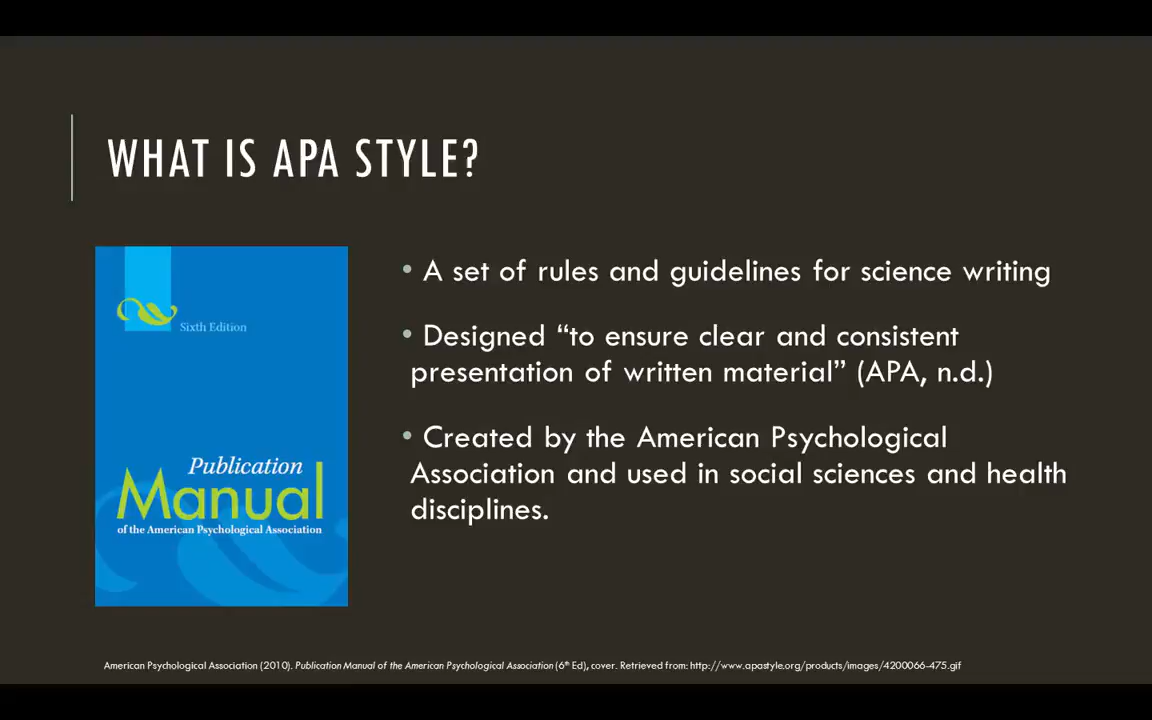 WHAT IS APA STYLE?
Sixth Edition
Publication
Manual
of the American Psychological Association
• A set of rules and guidelines for science writing
• Designed “to ensure clear and consistent
presentation of written material” (APA, n.d.)
• Created by the American Psychological
Association and used in social sciences and health
disciplines.
American Psychological Association (2010). Publication Manual of the American Psychological Association (6th Ed), cover. Retrieved from: http://www.apastyle.org/products/images/4200066-475.gif